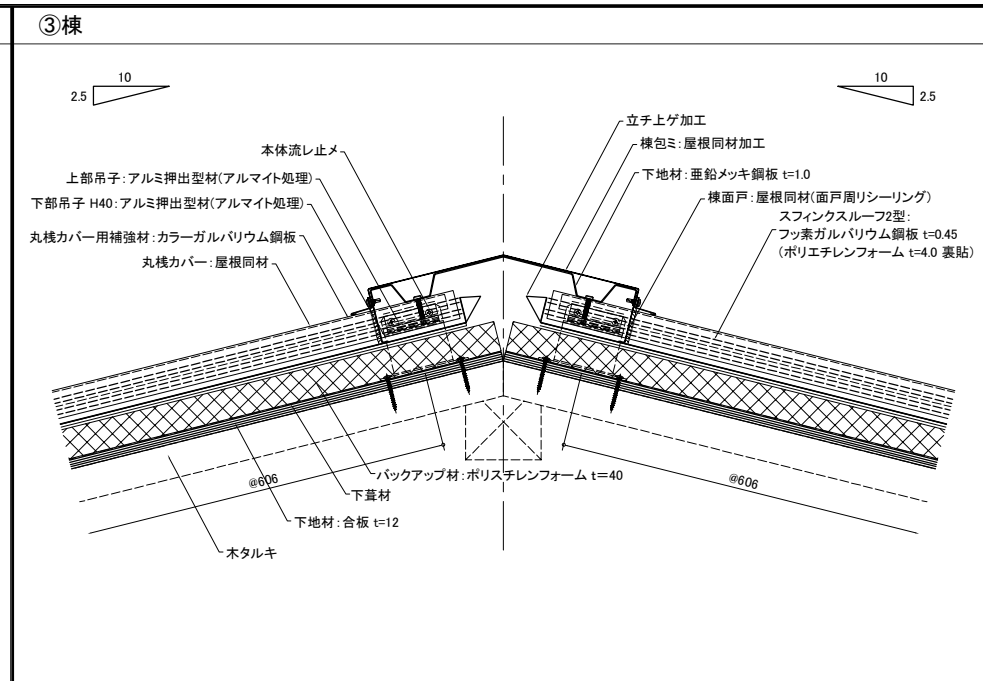 ③棟
10
2.5
10
2.5
立チ上ゲ加工
棟包ミ:屋根同材加工
本体流レ止メ
下地材:亜鉛メッキ鋼板 t=1.0
上部吊子:アルミ押出型材(アルマイト処理)
棟面戸:屋根同材(面戸周リシーリング)
下部吊子 H40:アルミ押出型材(アルマイト処理)
スフィンクスルーフ2型:
丸桟カバー用補強材:カラーガルバリウム鋼板
フッ素ガルバリウム鋼板 t=0.45
丸桟カバー:屋根同材
(ポリエチレンフォーム t=4.0 裏貼)
@606
バックアップ材:ポリスチレンフォーム t=40
@606
下葺材
下地材:合板 t=12
木タルキ